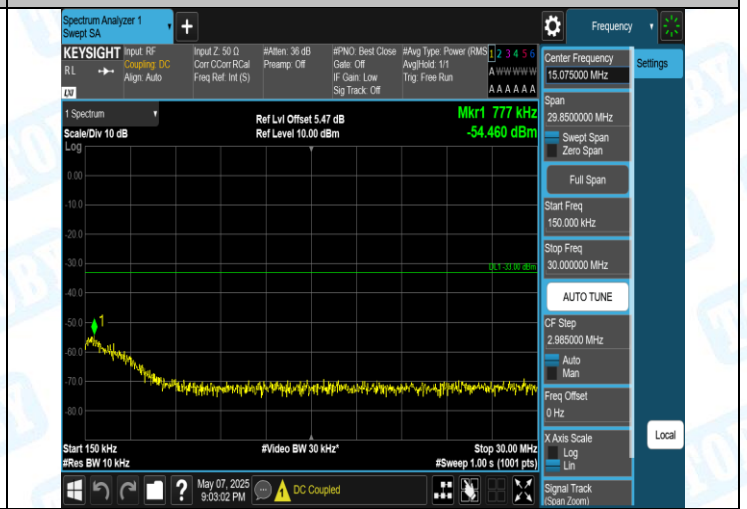 Spectrum Analyzer 1
Swept SA
+
Frequency
KEYSIGHT
RL
LXI
Input: RF
Coupling: DC
Align: Auto
Input Z: 50 Ω
Corr CCorr RCal
Freq Ref: Int (S)
#Atten: 36 dB
Preamp: Off
#PNO: Best Close
Gate: Off
IF Gain: Low
Sig Track: Off
#Avg Type: Power (RMS
Avg|Hold: 1/1
Trig: Free Run
1 2 3 4 5 6
A W W W W W
A A A A A A
1 Spectrum
Scale/Div 10 dB
Log
Ref Lvl Offset 5.47 dB
Ref Level 10.00 dBm
Mkr1 777 kHz
-54.460 dBm
0.00
-10.0
-20.0
-30.0
DL1 -33.00 dBm
-40.0
-50.0
1
-60.0
-70.0
-80.0
Start 150 kHz
#Res BW 10 kHz
#Video BW 30 kHz*
Stop 30.00 MHz
#Sweep 1.00 s (1001 pts)
?
May 07, 2025
9:03:02 PM
DC Coupled
Center Frequency
15.075000 MHz
Settings
Span
29.8500000 MHz
Swept Span
Zero Span
Full Span
Start Freq
150.000 kHz
Stop Freq
30.000000 MHz
AUTO TUNE
CF Step
2.985000 MHz
Auto
Man
Freq Offset
0 Hz
X Axis Scale
Log
Lin
Local
Signal Track
(Span Zoom)